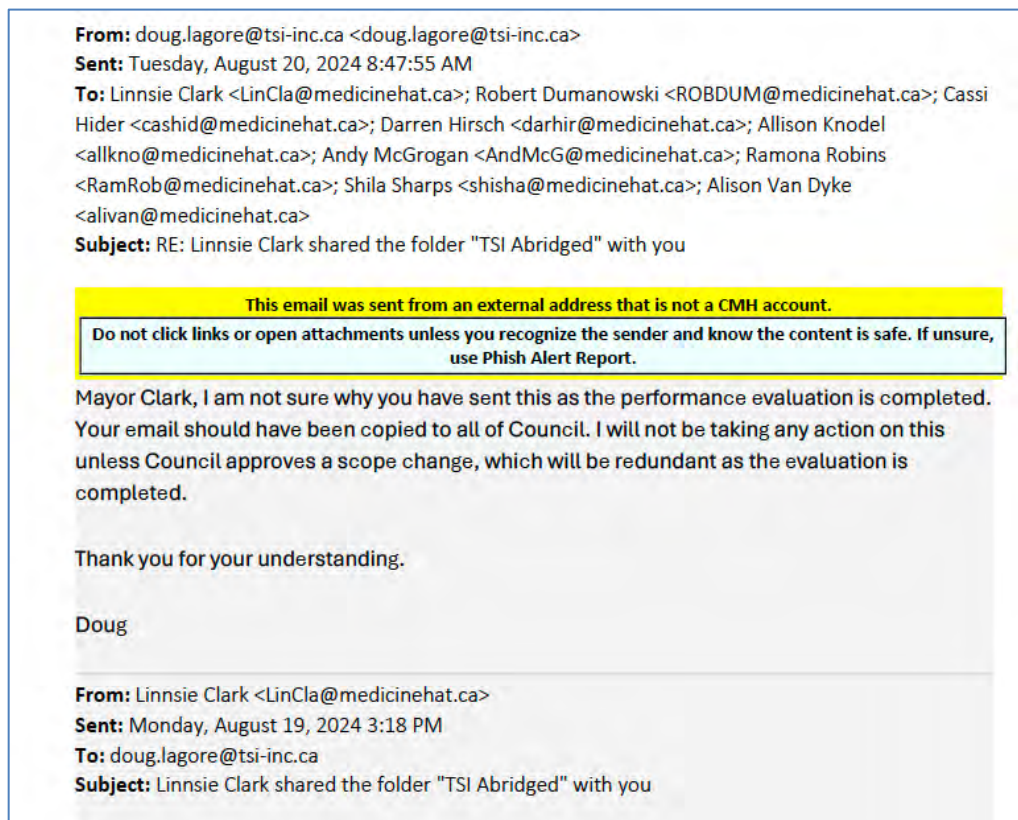 From: doug.lagore@tsi-inc.ca <doug.lagore@tsi-inc.ca>
Sent: Tuesday, August 20, 2024 8:47:55 AM
To: Linnsie Clark <LinCla@medicinehat.ca>; Robert Dumanowski <ROBDUM@medicinehat.ca>; Cassi
Hider <cashid@medicinehat.ca>; Darren Hirsch <darhir@medicinehat.ca>; Allison Knodel
<allkno@medicinehat.ca>; Andy McGrogan <AndMcG@medicinehat.ca>; Ramona Robins
<RamRob@medicinehat.ca>; Shila Sharps <shisha@medicinehat.ca>; Alison Van Dyke
<alivan@medicinehat.ca>
Subject: RE: Linnsie Clark shared the folder "TSI Abridged" with you
This email was sent from an external address that is not a CMH account.
Do not click links or open attachments unless you recognize the sender and know the content is safe. If unsure,
use Phish Alert Report.
Mayor Clark, I am not sure why you have sent this as the performance evaluation is completed.
Your email should have been copied to all of Council. I will not be taking any action on this
unless Council approves a scope change, which will be redundant as the evaluation is
completed.
Thank you for your understanding.
Doug
From: Linnsie Clark <LinCla@medicinehat.ca>
Sent: Monday, August 19, 2024 3:18 PM
To: doug.lagore@tsi-inc.ca
Subject: Linnsie Clark shared the folder "TSI Abridged" with you